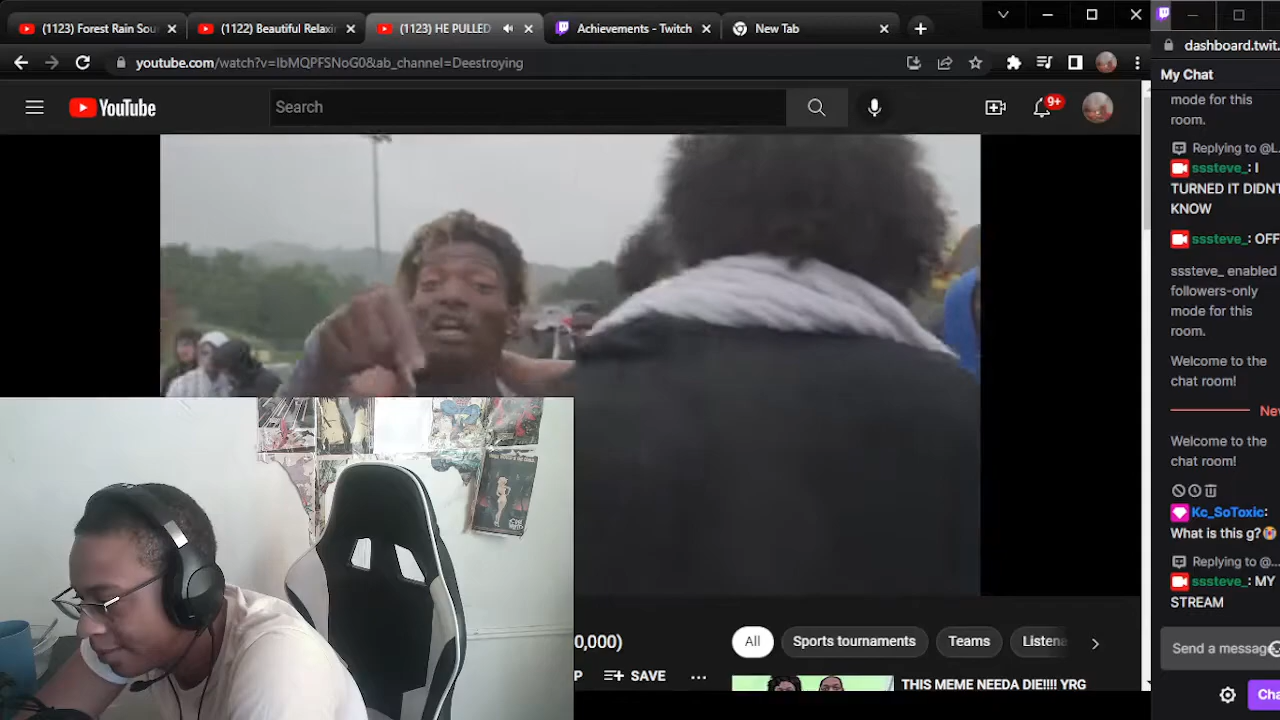 (1123) Forest Rain Sou
(1122) Beautiful Relaxi
(1123) HE PULLED
Achievements - Twitch
New Tab
youtube.com/watch?v=IbMQPFSNoG0&ab_channel=Deestroying
YouTube
Search
9+
0,000)
All
Sports tournaments
Teams
Listena
P
SAVE
THIS MEME NEEDA DIE!!!! YRG
dashboard.twit
My Chat
mode for this
room.
Replying to @L
sssteve_: I
TURNED IT DIDNT
KNOW
sssteve_: OFF
sssteve_ enabled
followers-only
mode for this
room.
Welcome to the
chat room!
Nev
Welcome to the
chat room!
Kc_SoToxic:
What is this g?😭
Replying to @...
sssteve_: MY
STREAM
Send a message
Cha